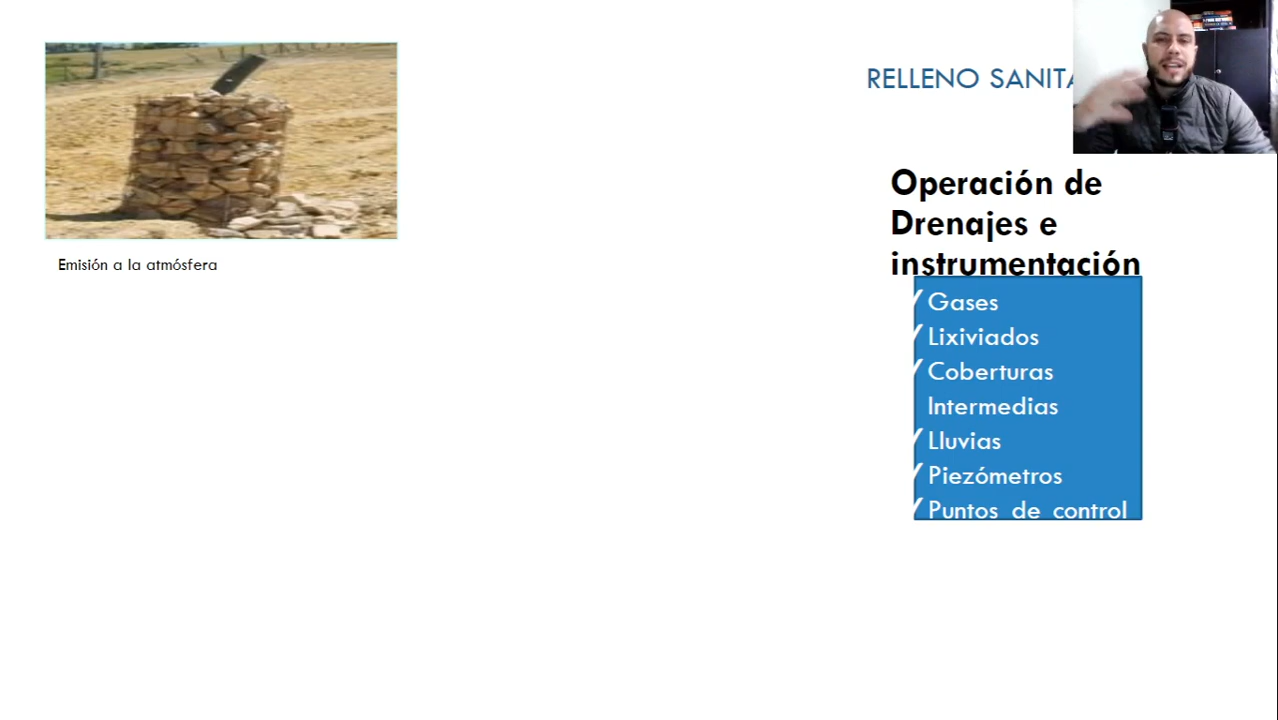 RELLENO SANITA
Operación de
Drenajes e
instrumentación
Emisión a la atmósfera
✓Gases
✓Lixiviados
✓Coberturas
Intermedias
✓Lluvias
✓Piezómetros
✓Puntos de control